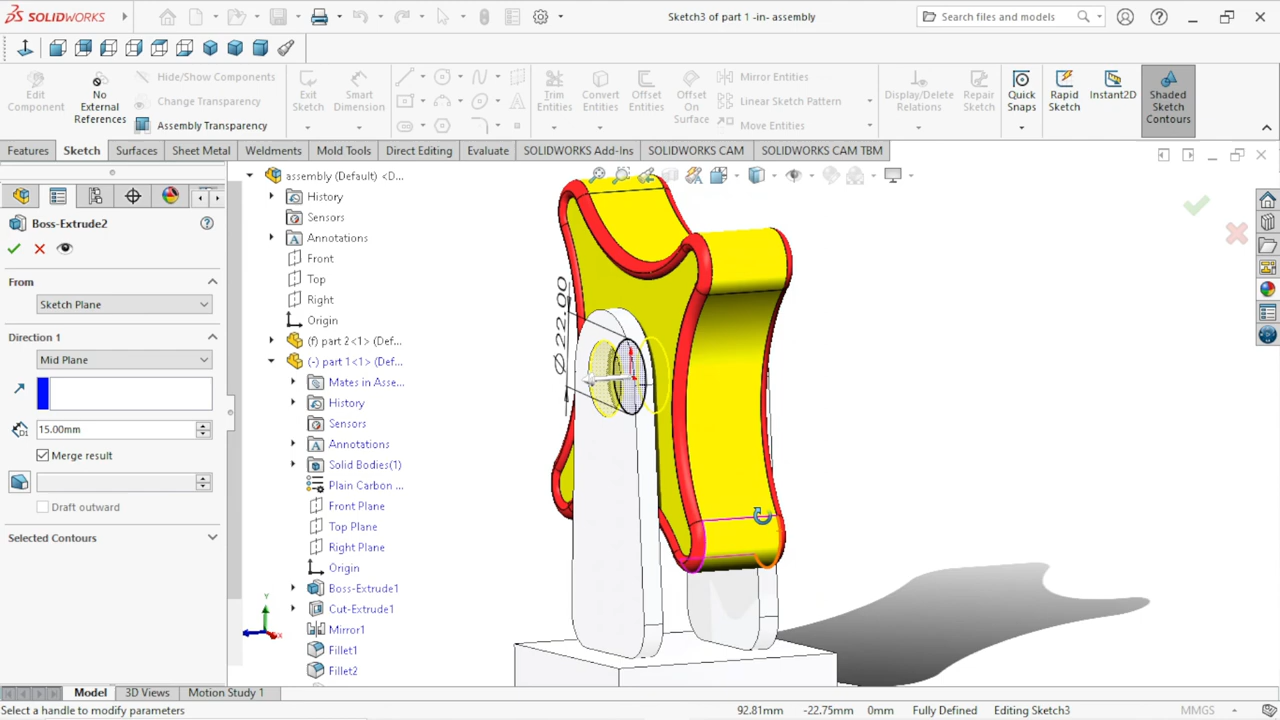 SOLIDWORKS
Sketch3 of part 1 -in- assembly
Search files and models
Edit Component
No External References
Hide/Show Components
Change Transparency
Assembly Transparency
Exit Sketch
Smart Dimension
Trim Entities
Convert Entities
Offset Entities
Offset On Surface
Mirror Entities
Linear Sketch Pattern
Move Entities
Display/Delete Relations
Repair Sketch
Quick Snaps
Rapid Sketch
Instant2D
Shaded Sketch Contours
Features
Sketch
Surfaces
Sheet Metal
Weldments
Mold Tools
Direct Editing
Evaluate
SOLIDWORKS Add-Ins
SOLIDWORKS CAM
SOLIDWORKS CAM TBM
Boss-Extrude2
From
Sketch Plane
Direction 1
Mid Plane
15.00mm
Merge result
Draft outward
Selected Contours
assembly (Default) <D...
History
Sensors
Annotations
Front
Top
Right
Origin
(f) part 2<1> (Def...
(-) part 1<1> (Def...
Mates in Asse...
History
Sensors
Annotations
Solid Bodies(1)
Plain Carbon ...
Front Plane
Top Plane
Right Plane
Origin
Boss-Extrude1
Cut-Extrude1
Mirror1
Fillet1
Fillet2
Ø22.00
Model
3D Views
Motion Study 1
Select a handle to modify parameters
92.81mm
-22.75mm
0mm
Fully Defined
Editing Sketch3
MMGS